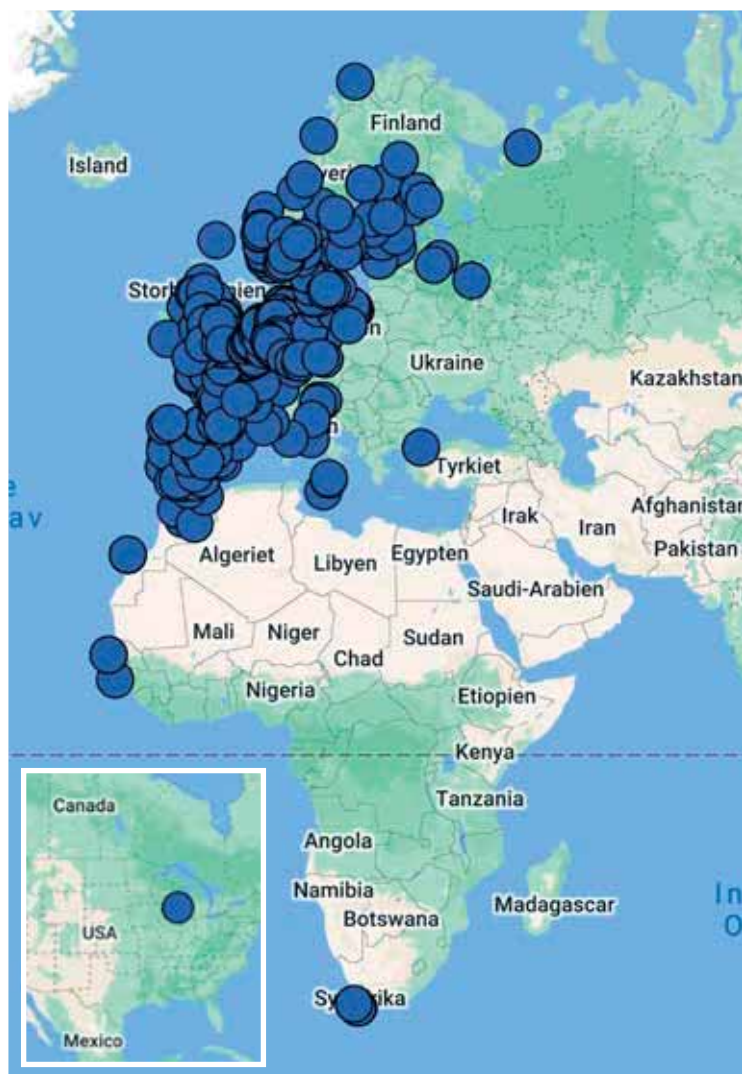 Finland
Island
Ukraine
Kazakhstan
Tyrkiet
Afghanistan
Irak
Iran
Pakistan
Algeriet
Libyen
Egypten
Saudi-Arabien
Mali
Niger
Sudan
Chad
Nigeria
Etiopien
Kenya
Tanzania
Canada
Angola
Namibia
Madagascar
Botswana
USA
Mexico